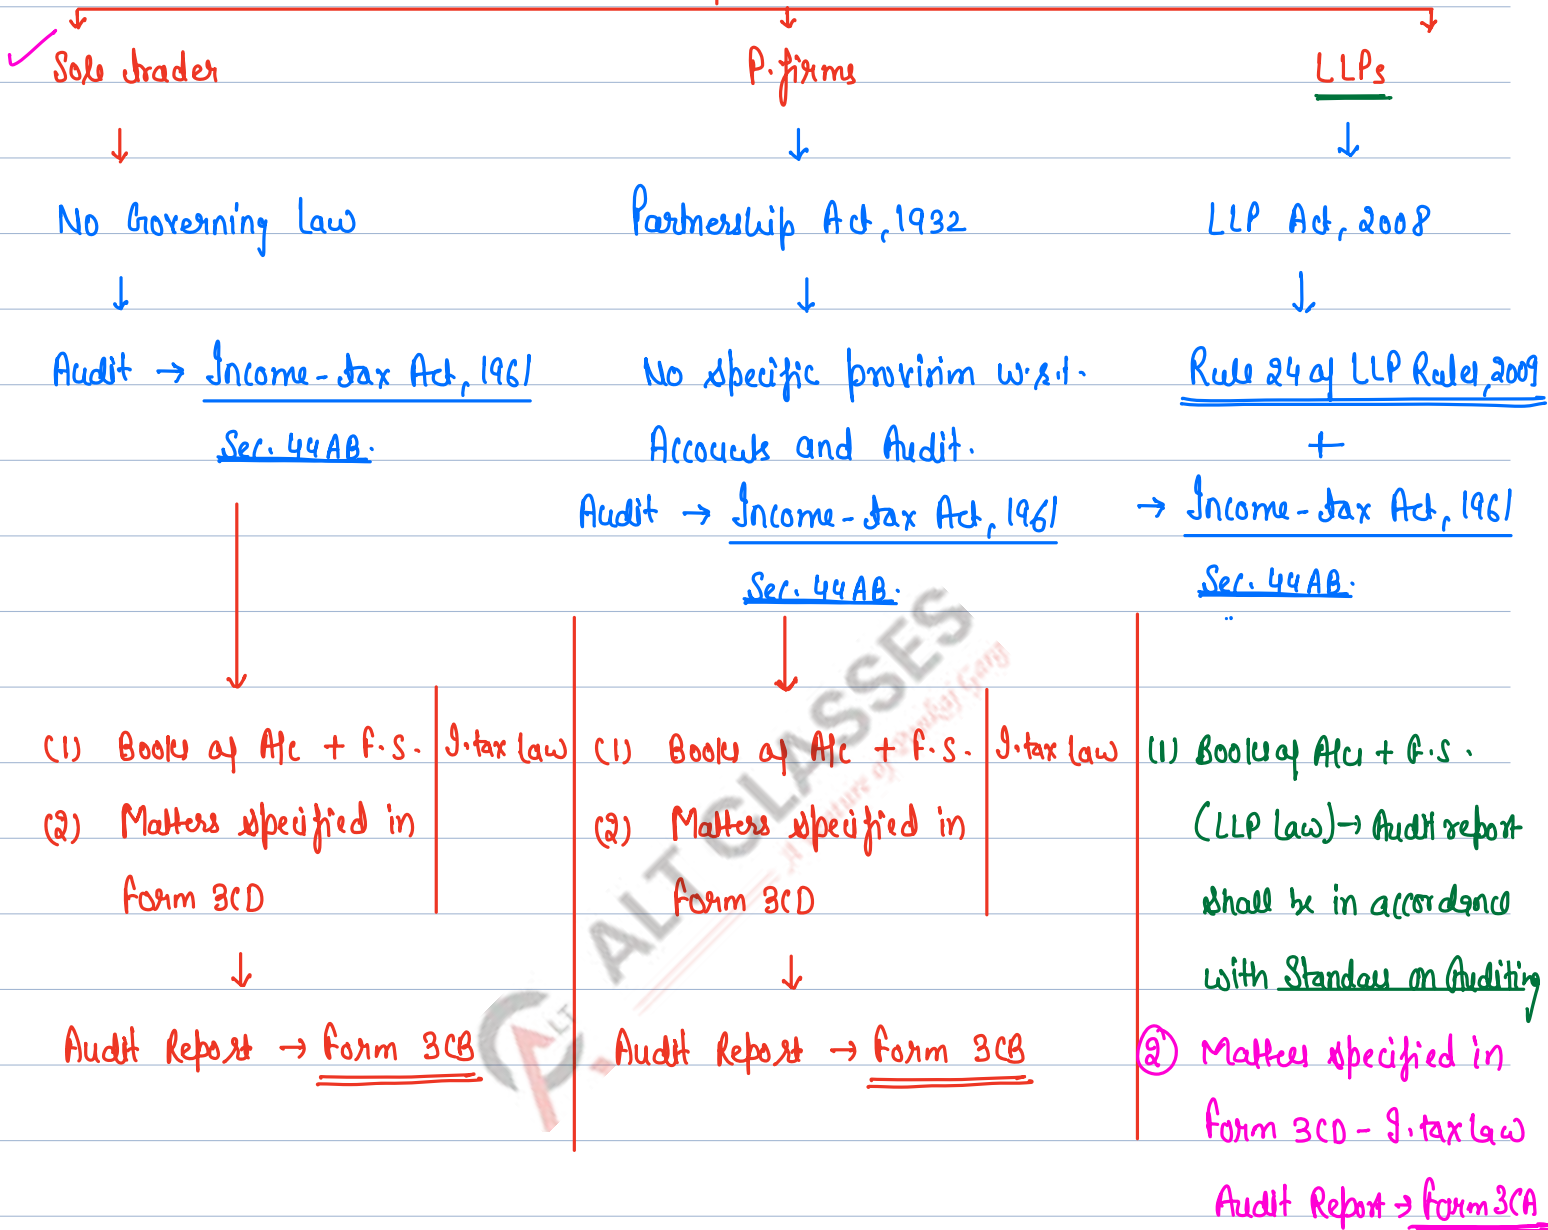 Sole trader
P. firms
LLPs
No Governing Law
Partnership Act, 1932
LLP Act, 2008
Audit → Income-tax Act, 1961
No specific provision w.r.t.
Rule 24 of LLP Rules, 2009
Sec. 44AB.
Accounts and Audit.
+
Audit → Income-tax Act, 1961
→ Income-tax Act, 1961
Sec. 44AB.
Sec. 44AB.
(1) Books of A/c + F.S. I.tax law
(2) Matters specified in
Form 3CD
Audit Report → Form 3CB
(1) Books of A/c + F.S. I.tax law
(2) Matters specified in
Form 3CD
Audit Report → Form 3CB
(1) Books of A/cs + F.S.
(LLP Law) → Audit report
shall be in accordance
with Standards on Auditing
(2) Matters specified in
Form 3CD - I.tax law
Audit Report → Form 3CA
ALT CLASSES
A Venture of Pankaj Garg
ALT